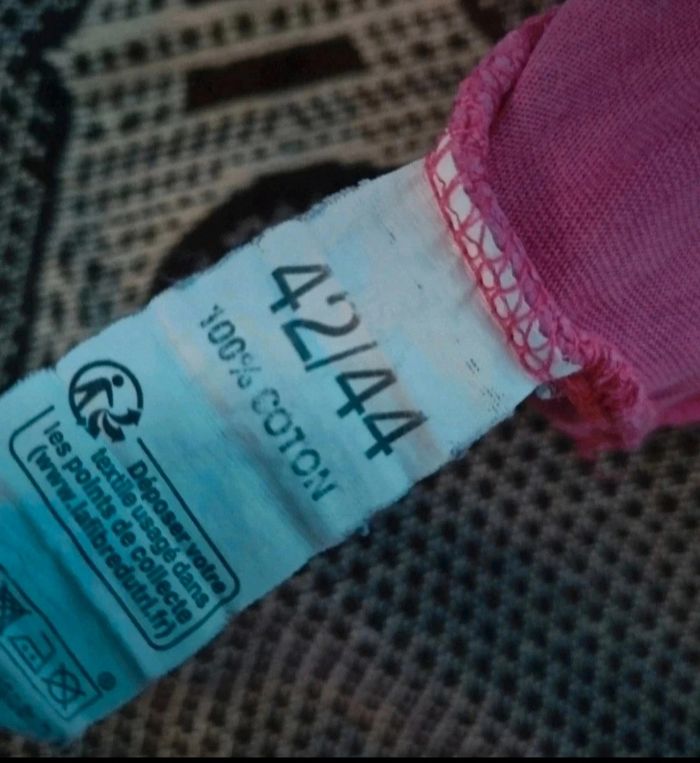 42/44
100% COTON
Déposer votre
textile usagé dans
les points de collecte
(www.lafibredutri.fr)